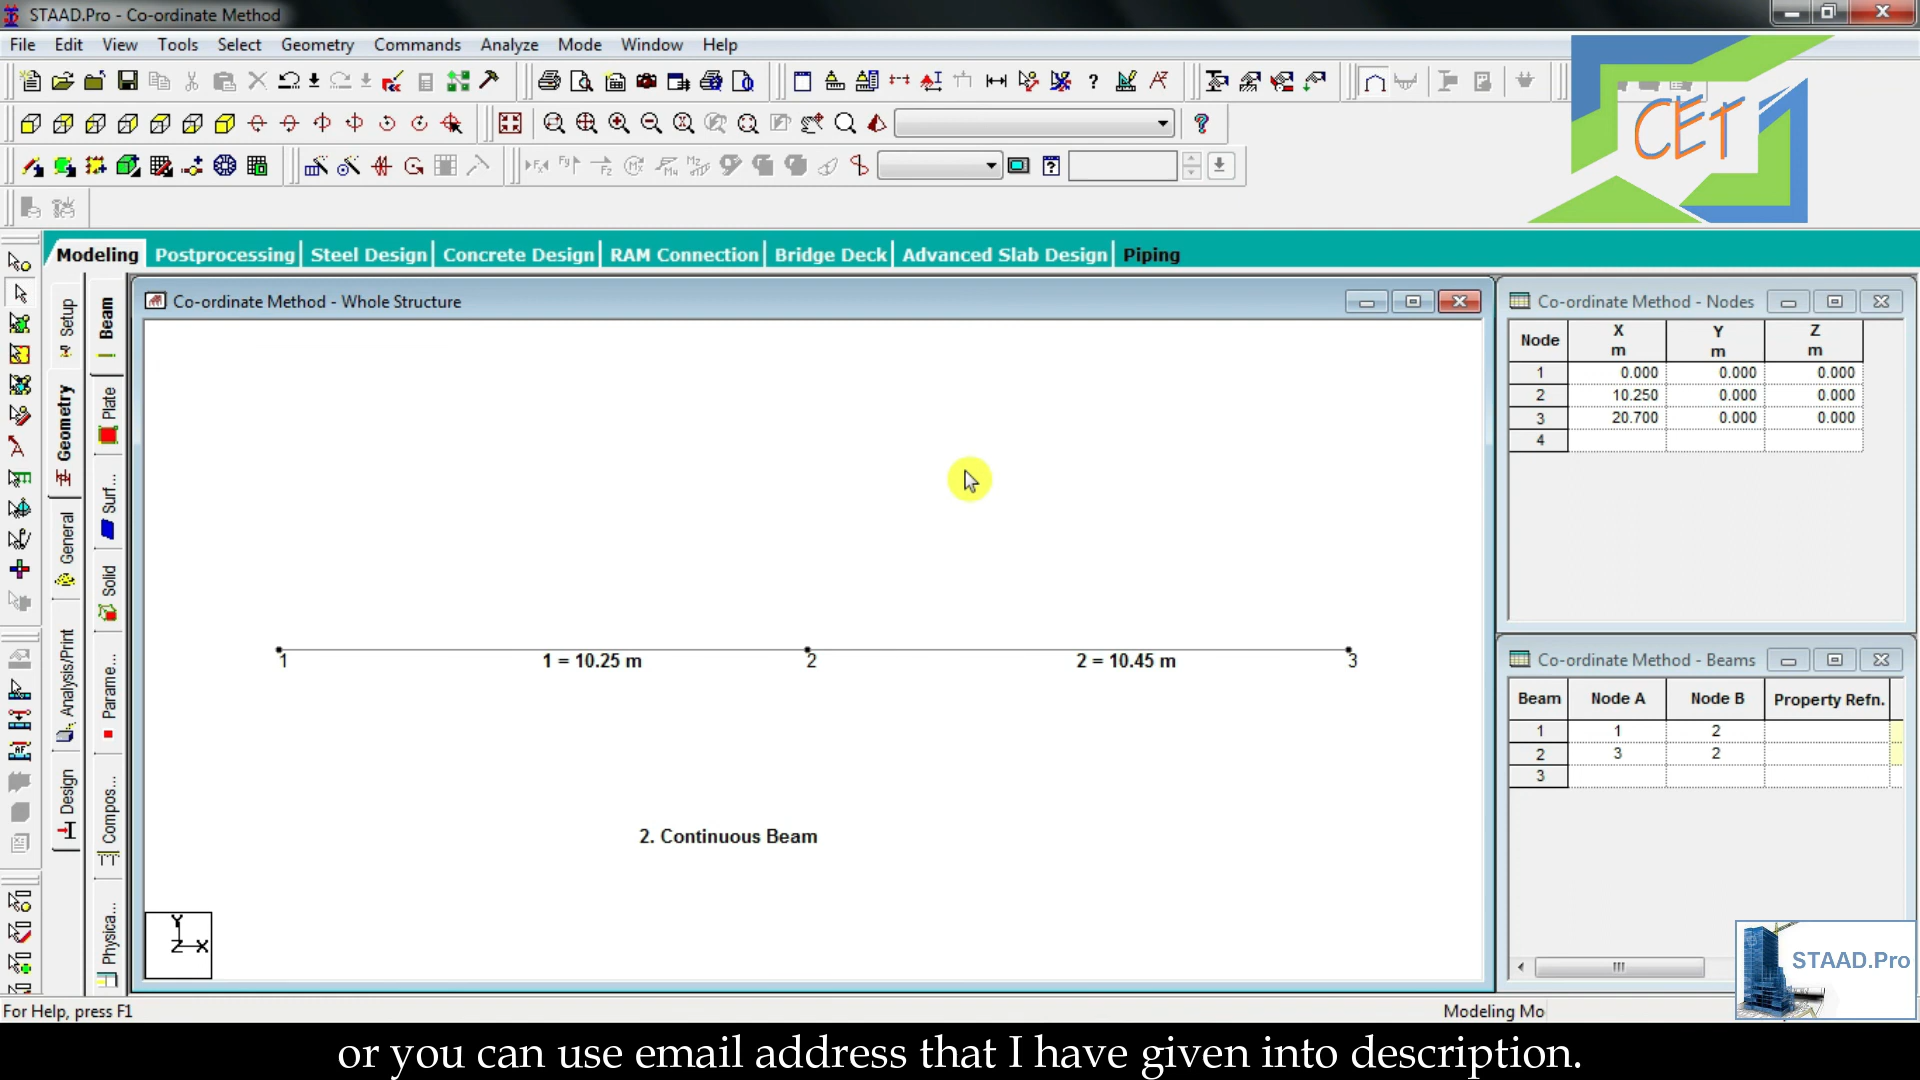 STAAD.Pro - Co-ordinate Method
File Edit View Tools Select Geometry Commands Analyze Mode Window Help
CET
Modeling Postprocessing Steel Design Concrete Design RAM Connection Bridge Deck Advanced Slab Design Piping
Setup
Geometry
General
Analysis/Print
Design
Beam
Plate
Surf...
Solid
Parame...
Compos...
Physica...
Co-ordinate Method - Whole Structure
1 2 3
1 = 10.25 m 2 = 10.45 m
2. Continuous Beam
Y
Z X
Co-ordinate Method - Nodes
Node X m Y m Z m
1 0.000 0.000 0.000
2 10.250 0.000 0.000
3 20.700 0.000 0.000
4
Co-ordinate Method - Beams
Beam Node A Node B Property Refn.
1 1 2
2 3 2
3
STAAD.Pro
For Help, press F1
Modeling Mo
or you can use email address that I have given into description.